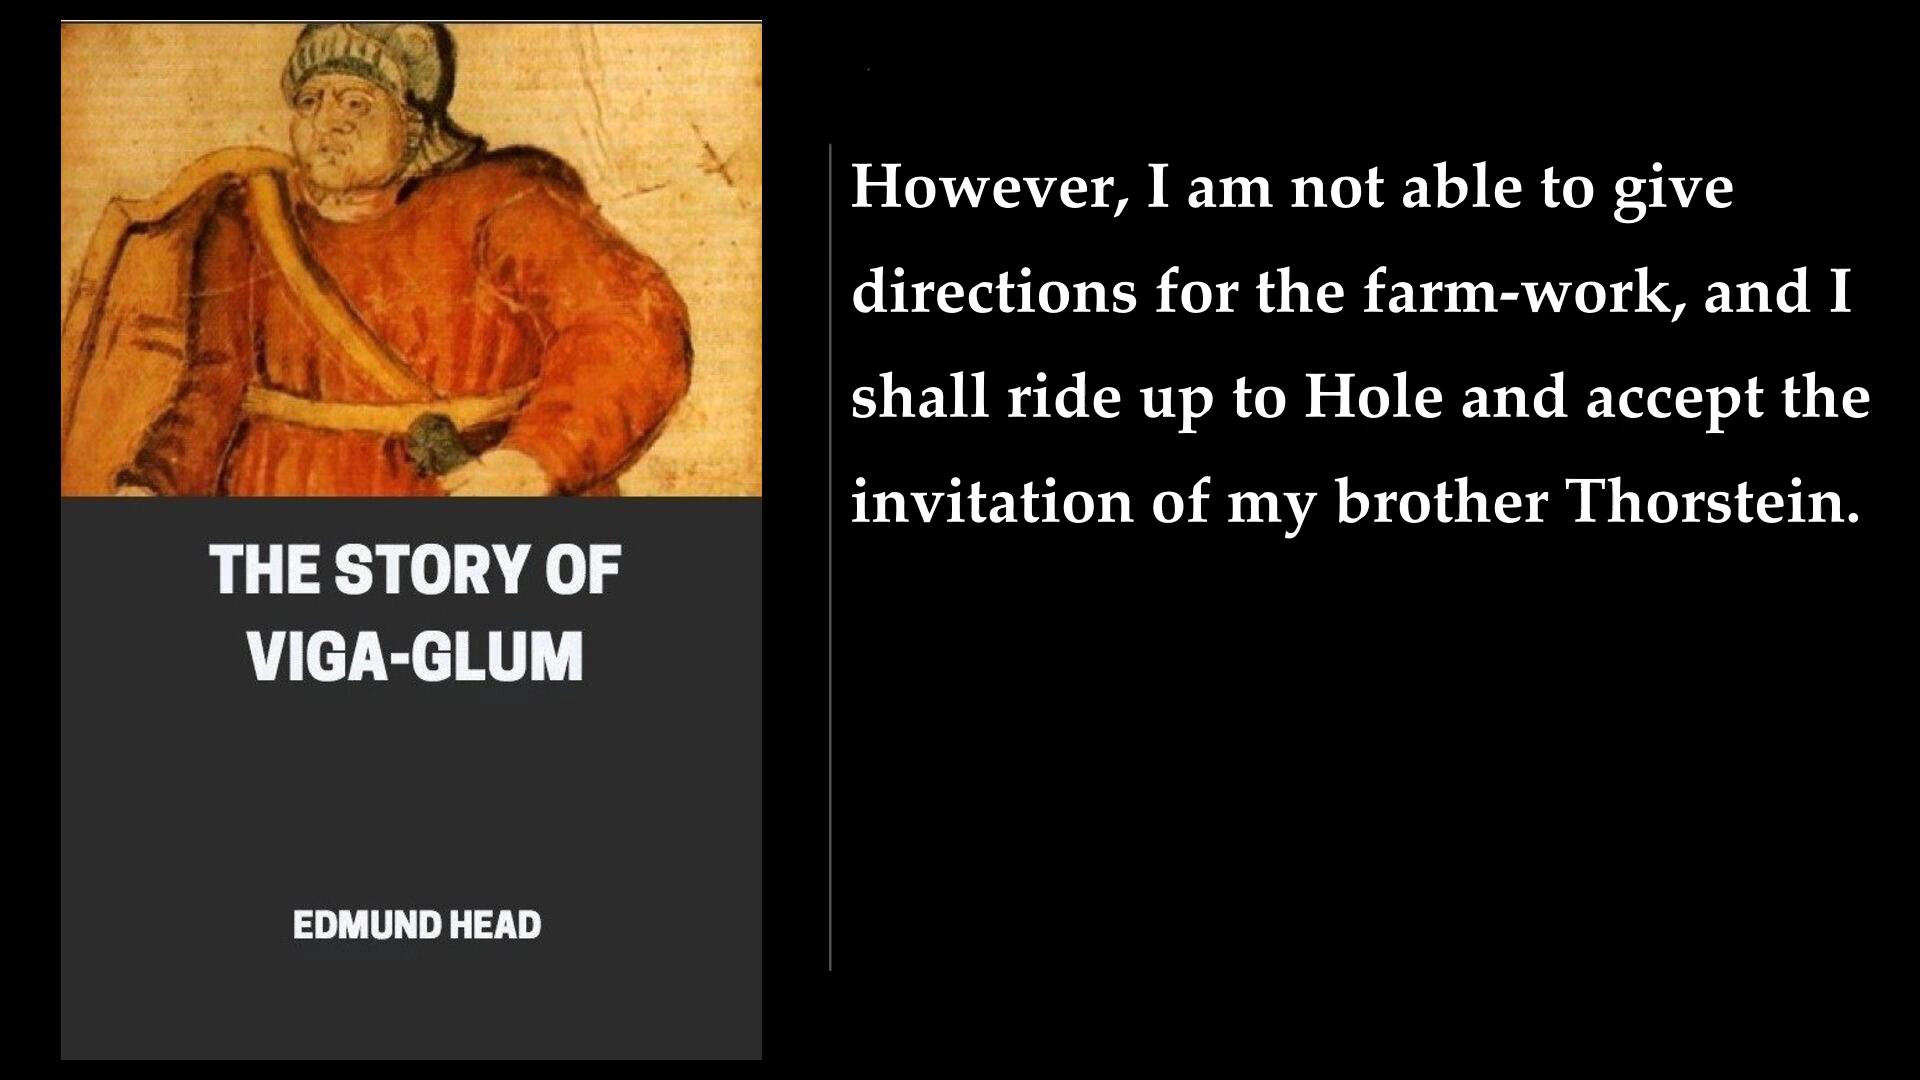 THE STORY OF
VIGA-GLUM
EDMUND HEAD
However, I am not able to give
directions for the farm-work, and I
shall ride up to Hole and accept the
invitation of my brother Thorstein.